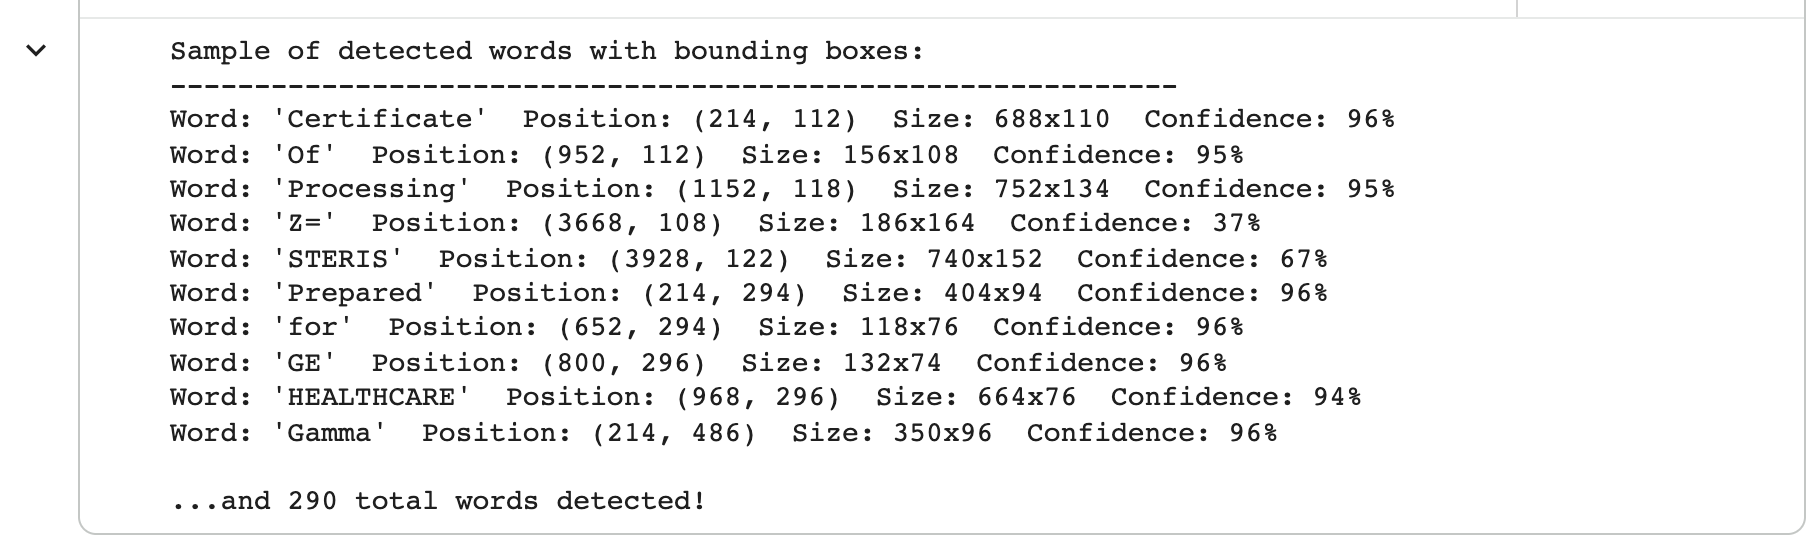 Sample of detected words with bounding boxes:
------------------------------------------------------------
Word: 'Certificate'  Position: (214, 112)  Size: 688x110  Confidence: 96%
Word: 'Of'  Position: (952, 112)  Size: 156x108  Confidence: 95%
Word: 'Processing'  Position: (1152, 118)  Size: 752x134  Confidence: 95%
Word: 'Z='  Position: (3668, 108)  Size: 186x164  Confidence: 37%
Word: 'STERIS'  Position: (3928, 122)  Size: 740x152  Confidence: 67%
Word: 'Prepared'  Position: (214, 294)  Size: 404x94  Confidence: 96%
Word: 'for'  Position: (652, 294)  Size: 118x76  Confidence: 96%
Word: 'GE'  Position: (800, 296)  Size: 132x74  Confidence: 96%
Word: 'HEALTHCARE'  Position: (968, 296)  Size: 664x76  Confidence: 94%
Word: 'Gamma'  Position: (214, 486)  Size: 350x96  Confidence: 96%
...and 290 total words detected!